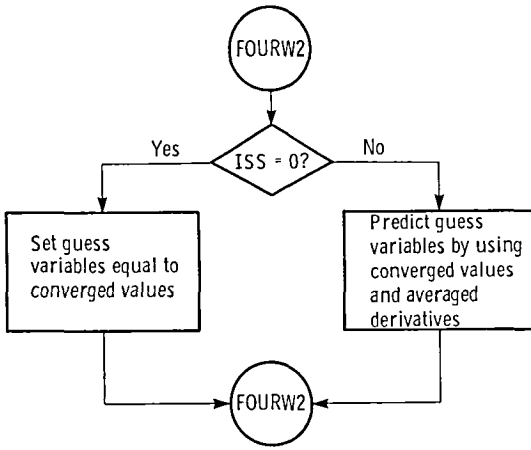 FOURW2
ISS = 0?
Yes
No
Set guess
variables equal to
converged values
Predict guess
variables by using
converged values
and averaged
derivatives
FOURW2